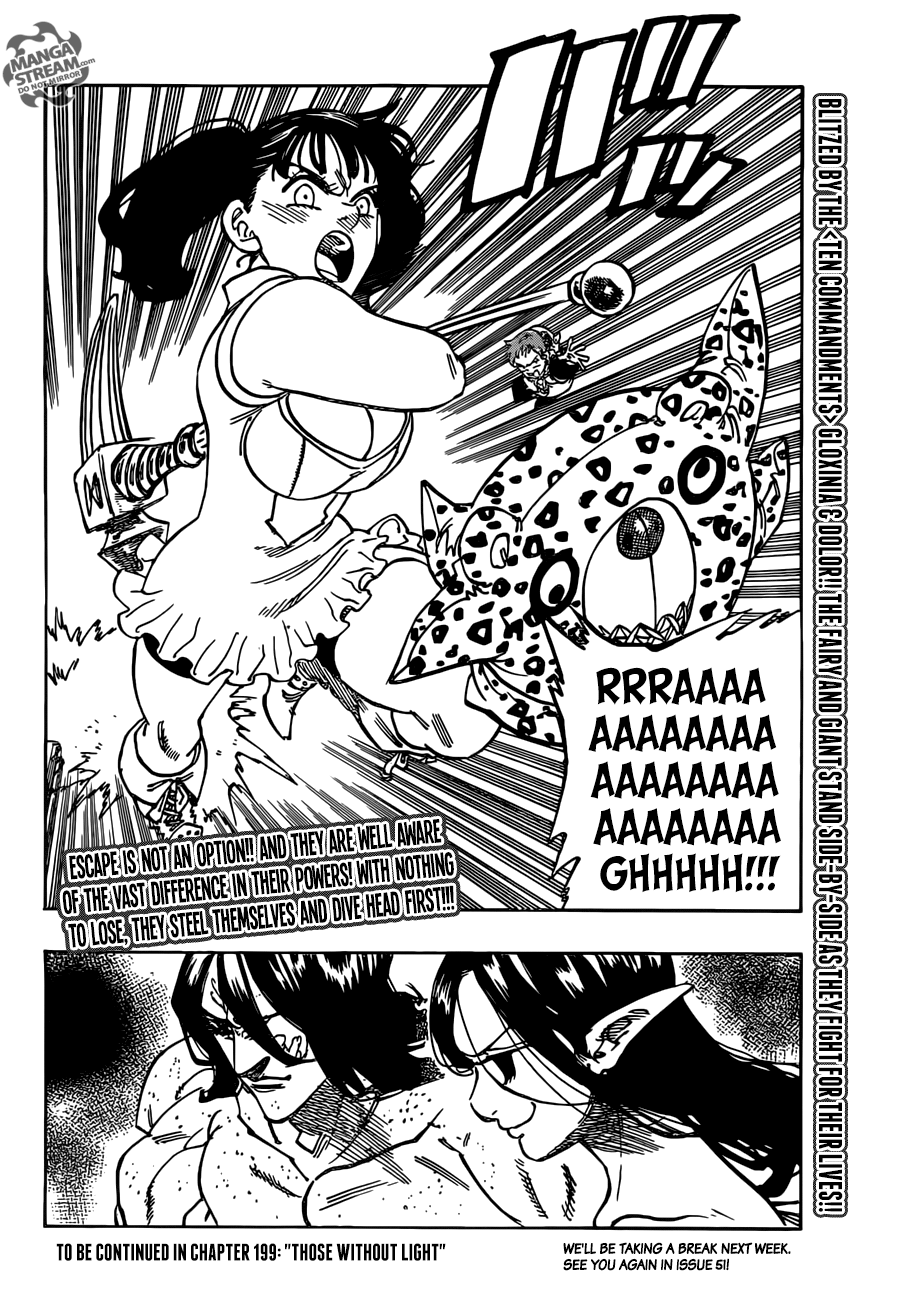 MANGA
STREAM.com
DO NOT MIRROR
バババッ
BLITZED BY THE <TEN COMMANDMENTS> GLOXINIA & DOLOR!! THE FAIRY AND GIANT STAND SIDE-BY-SIDE AS THEY FIGHT FOR THEIR LIVES!!
RRRAAAA
AAAAAAAA
AAAAAAAA
AAAAAAAA
GHHHHH!!!
ESCAPE IS NOT AN OPTION!! AND THEY ARE WELL AWARE
OF THE VAST DIFFERENCE IN THEIR POWERS! WITH NOTHING
TO LOSE, THEY STEEL THEMSELVES AND DIVE HEAD FIRST!!!
TO BE CONTINUED IN CHAPTER 199: "THOSE WITHOUT LIGHT"
WE'LL BE TAKING A BREAK NEXT WEEK.
SEE YOU AGAIN IN ISSUE 51!